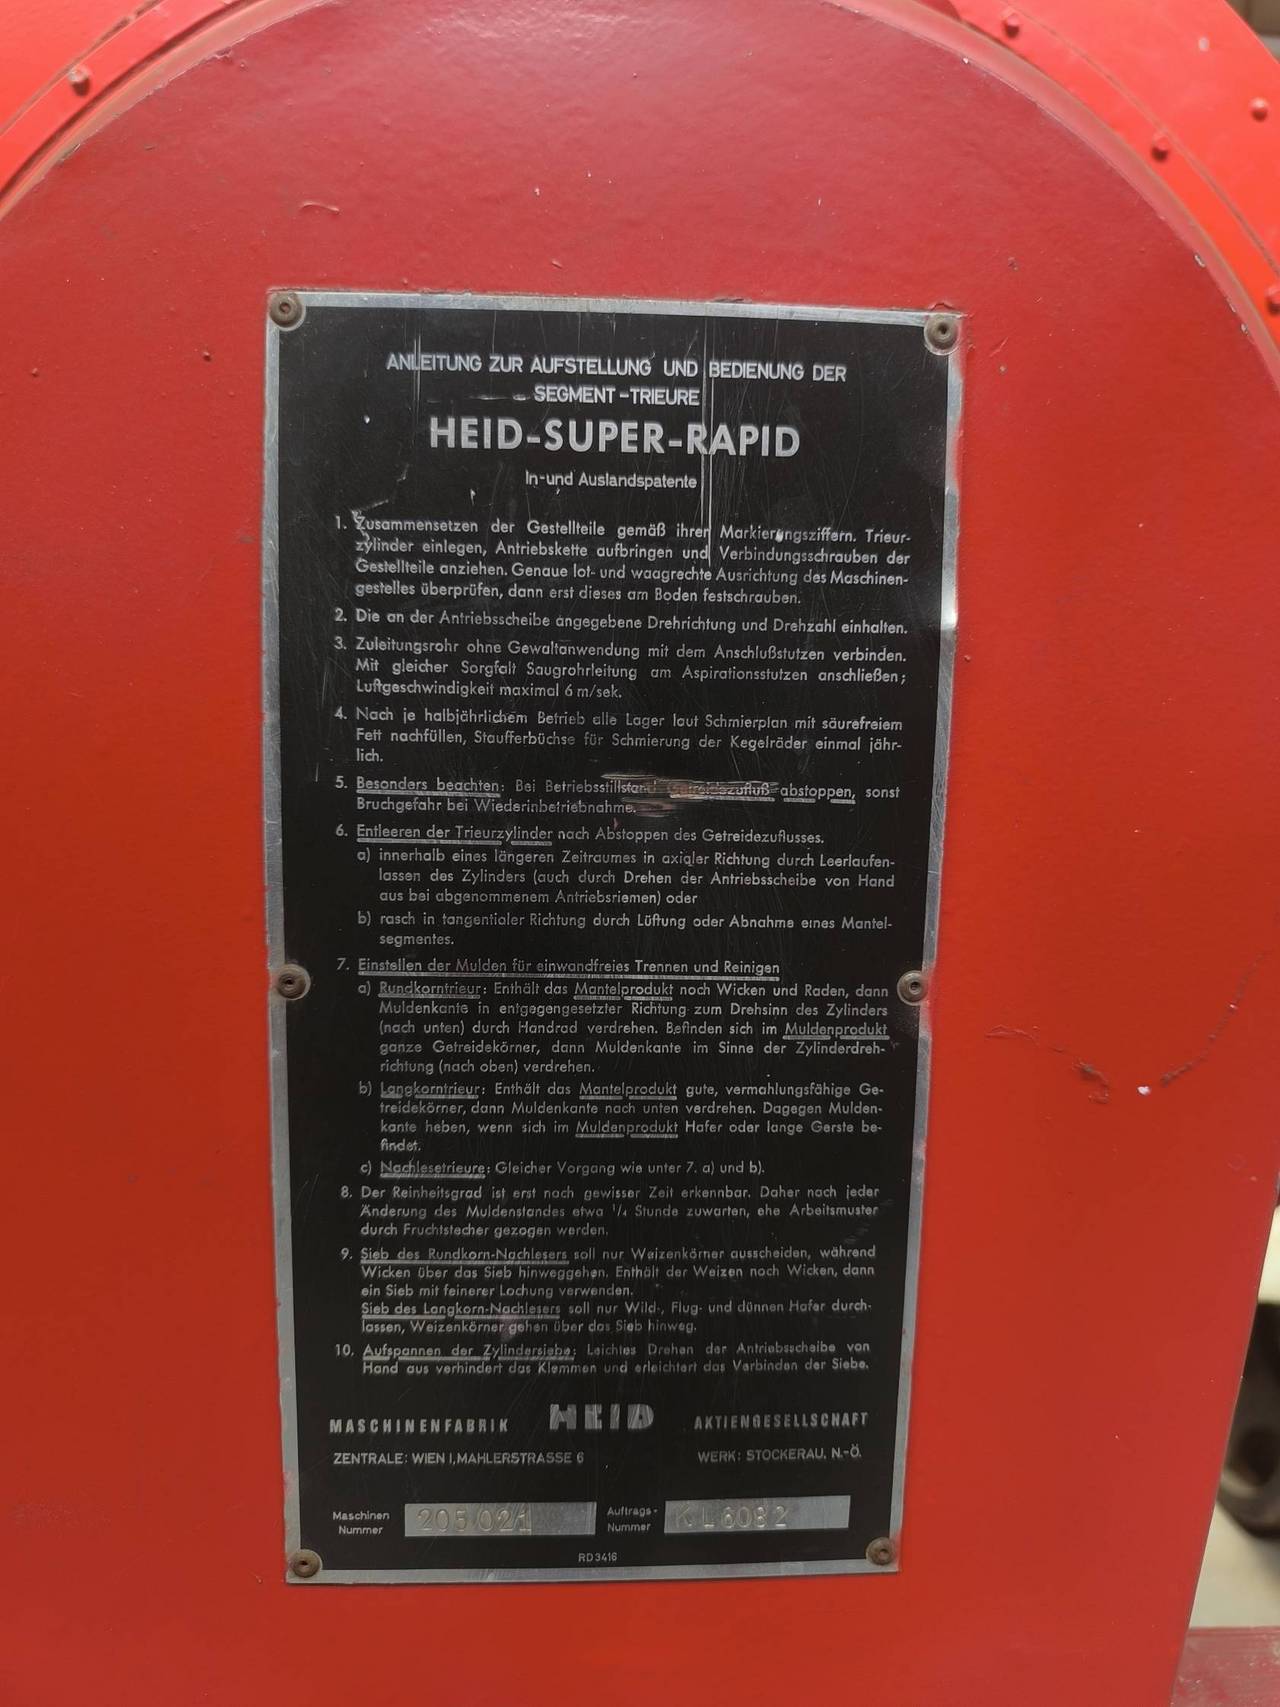 ANLEITUNG ZUR AUFSTELLUNG UND BEDIENUNG DER
SEGMENT-TRIEURE
HEID-SUPER-RAPID
In- und Auslandspatente
1. Zusammensetzen der Gestellteile gemäß ihrer Markierungsziffern. Trieur-
zylinder einlegen, Antriebskette aufbringen und Verbindungsschrauben der
Gestellteile anziehen. Genaue lot- und waagrechte Ausrichtung des Maschinen-
gestelles überprüfen, dann erst dieses am Boden festschrauben.
2. Die an der Antriebsscheibe angegebene Drehrichtung und Drehzahl einhalten.
3. Zuleitungsrohr ohne Gewaltanwendung mit dem Anschlußstutzen verbinden.
Mit gleicher Sorgfalt Saugrohrleitung am Aspirationsstutzen anschließen;
Luftgeschwindigkeit maximal 6 m/sek.
4. Nach je halbjährlichem Betrieb alle Lager laut Schmierplan mit säurefreiem
Fett nachfüllen, Staufferbüchse für Schmierung der Kegelräder einmal jähr-
lich.
5. Besonders beachten: Bei Betriebsstillstand Getreidezufluß abstoppen, sonst
Bruchgefahr bei Wiederinbetriebnahme.
6. Entleeren der Trieurzylinder nach Abstoppen des Getreidezuflusses.
a) innerhalb eines längeren Zeitraumes in axialer Richtung durch Leerlaufen-
lassen des Zylinders (auch durch Drehen der Antriebsscheibe von Hand
aus bei abgenommenem Antriebsriemen) oder
b) rasch in tangentialer Richtung durch Lüftung oder Abnahme eines Mantel-
segmentes.
7. Einstellen der Mulden für einwandfreies Trennen und Reinigen
a) Rundkorntrieur: Enthält das Mantelprodukt noch Wicken und Raden, dann
Muldenkante in entgegengesetzter Richtung zum Drehsinn des Zylinders
(nach unten) durch Handrad verdrehen. Befinden sich im Muldenprodukt
ganze Getreidekörner, dann Muldenkante im Sinne der Zylinderdreh-
richtung (nach oben) verdrehen.
b) Langkorntrieur: Enthält das Mantelprodukt gute, vermahlungsfähige Ge-
treidekörner, dann Muldenkante nach unten verdrehen. Dagegen Mulden-
kante heben, wenn sich im Muldenprodukt Hafer oder lange Gerste be-
findet.
c) Nachlesetrieure: Gleicher Vorgang wie unter 7. a) und b).
8. Der Reinheitsgrad ist erst nach gewisser Zeit erkennbar. Daher nach jeder
Änderung des Muldenstandes etwa 1/4 Stunde zuwarten, ehe Arbeitsmuster
durch Fruchtstecher gezogen werden.
9. Sieb des Rundkorn-Nachlesers soll nur Weizenkörner ausscheiden, während
Wicken über das Sieb hinweggehen. Enthält der Weizen noch Wicken, dann
ein Sieb mit feinerer Lochung verwenden.
Sieb des Langkorn-Nachlesers soll nur Wild-, Flug- und dünnen Hafer durch-
lassen, Weizenkörner gehen über das Sieb hinweg.
10. Aufspannen der Zylindersiebe: Leichtes Drehen der Antriebsscheibe von
Hand aus verhindert das Klemmen und erleichtert das Verbinden der Siebe.
MASCHINENFABRIK HEID AKTIENGESELLSCHAFT
ZENTRALE: WIEN I, MAHLERSTRASSE 6 WERK: STOCKERAU, N.-Ö.
Maschinen Nummer 205 021 Auftrags- Nummer KL6082
RD3416